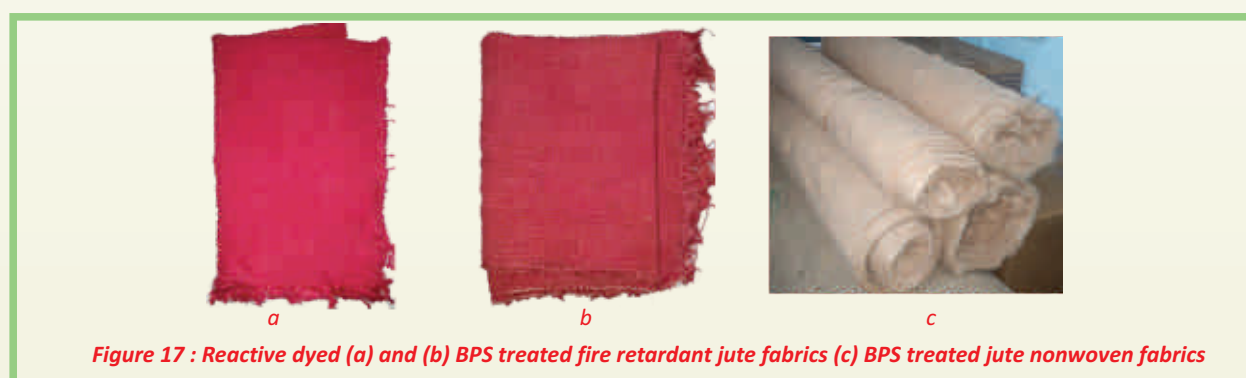 a b c
Figure 17 : Reactive dyed (a) and (b) BPS treated fire retardant jute fabrics (c) BPS treated jute nonwoven fabrics